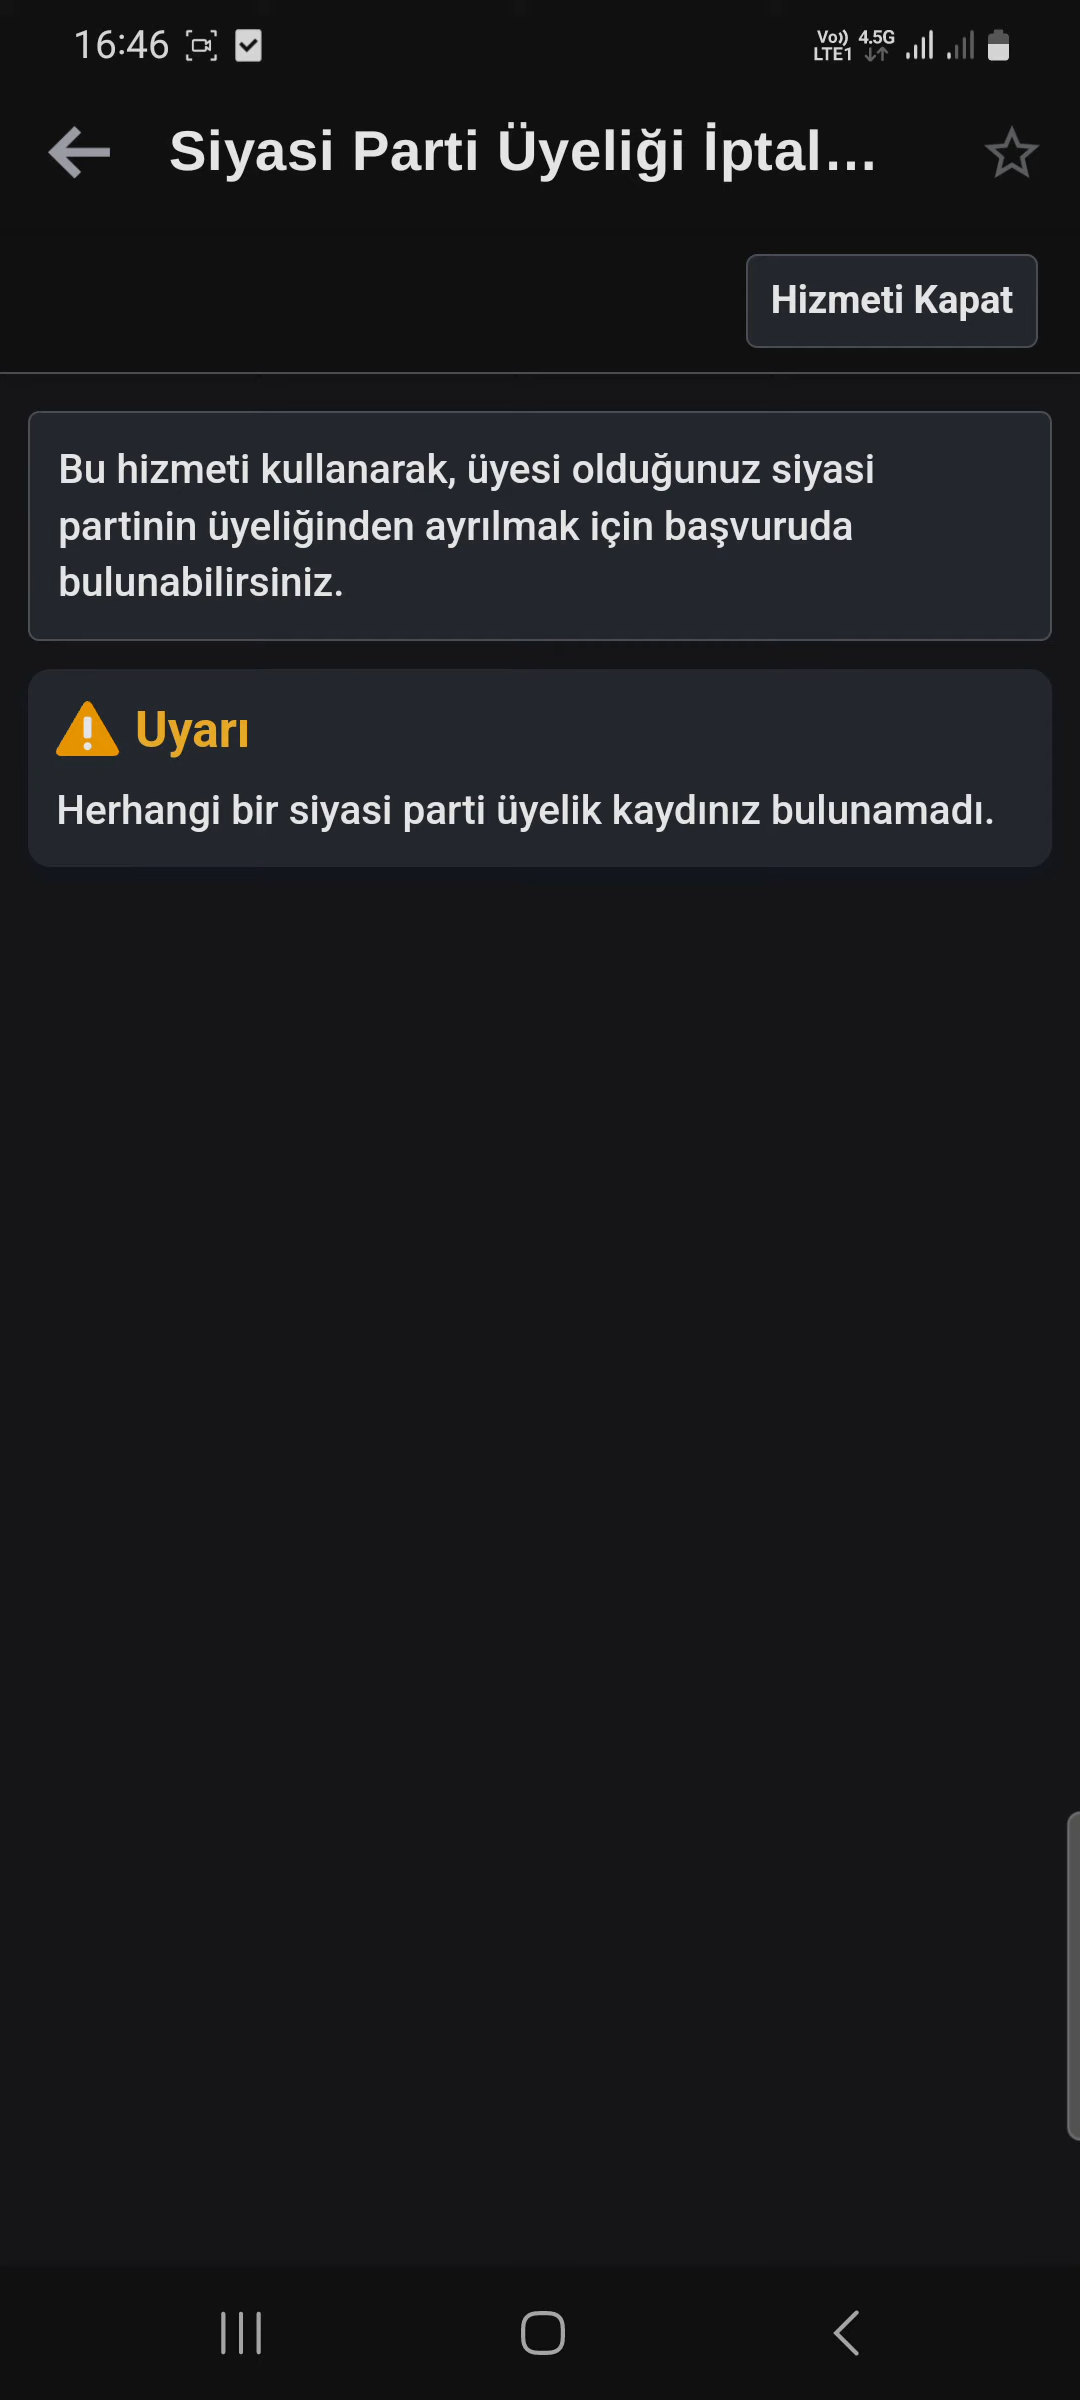 16:46
Vo)) 4.5G
LTE1
Siyasi Parti Üyeliği İptal...
Hizmeti Kapat
Bu hizmeti kullanarak, üyesi olduğunuz siyasi
partinin üyeliğinden ayrılmak için başvuruda
bulunabilirsiniz.
Uyarı
Herhangi bir siyasi parti üyelik kaydınız bulunamadı.